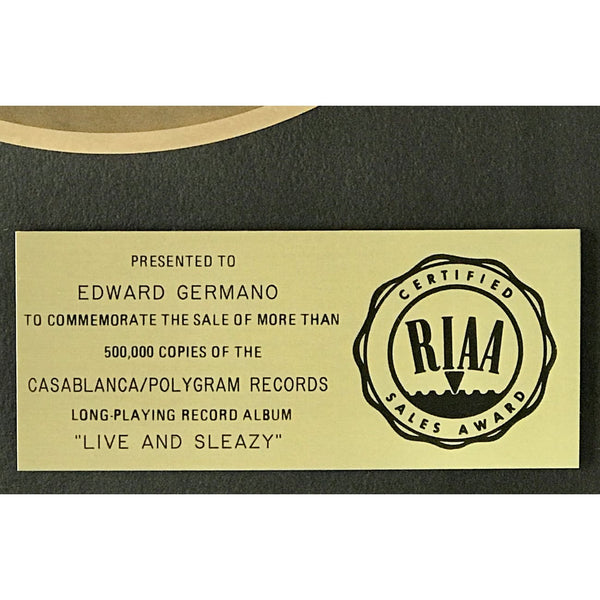 PRESENTED TO
EDWARD GERMANO
TO COMMEMORATE THE SALE OF MORE THAN
500,000 COPIES OF THE
CASABLANCA/POLYGRAM RECORDS
LONG-PLAYING RECORD ALBUM
"LIVE AND SLEAZY"
CERTIFIED
RIAA
SALES AWARD